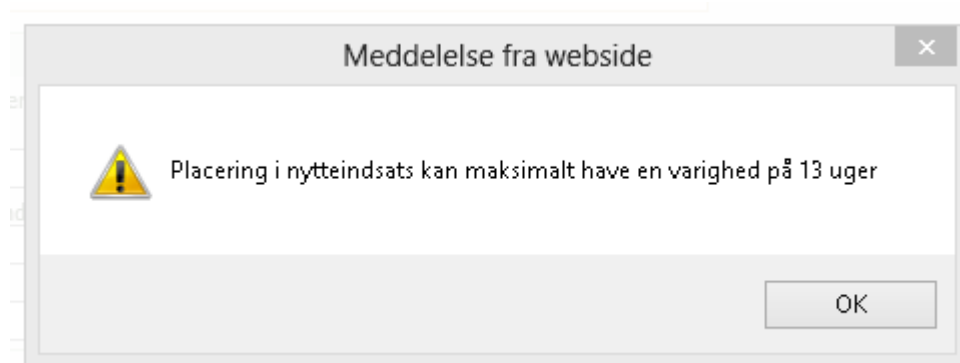 Meddelelse fra webside
Placering i nytteindsats kan maksimalt have en varighed på 13 uger
OK